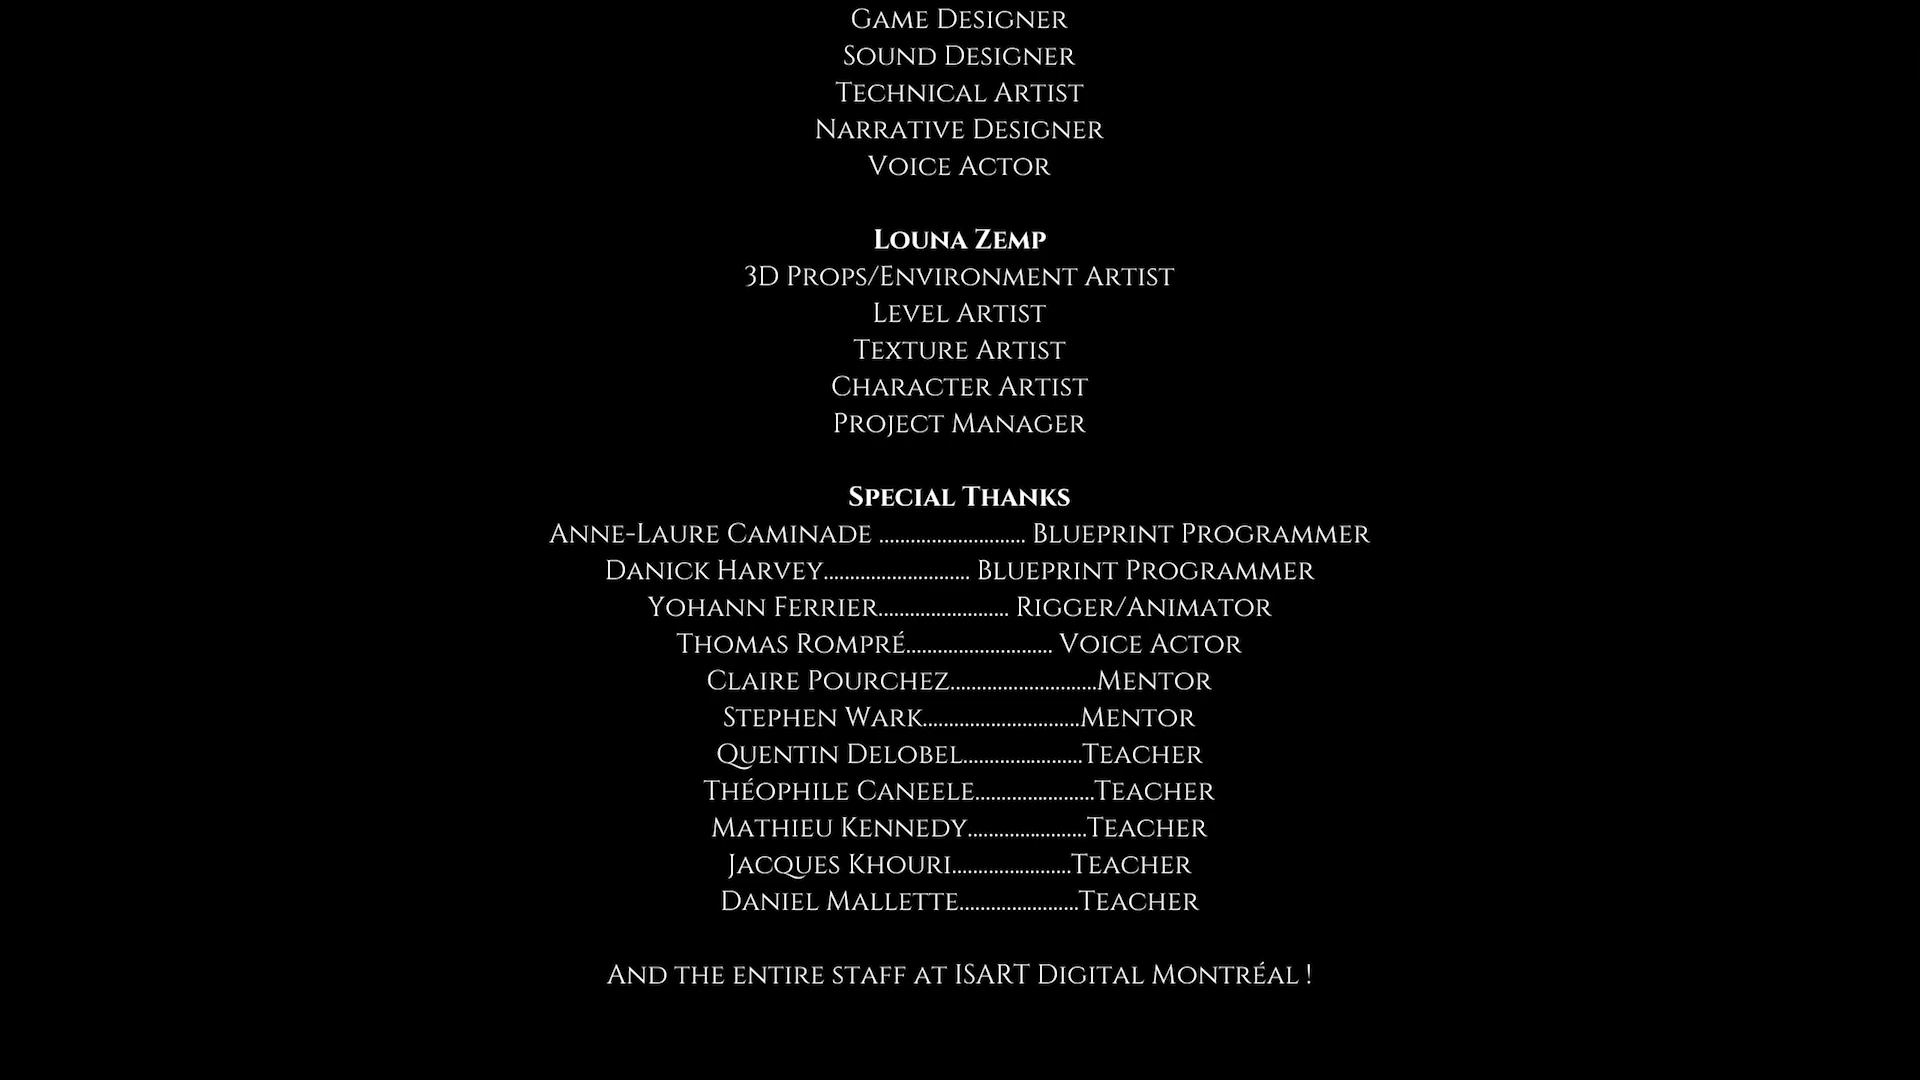 Game Designer
Sound Designer
Technical Artist
Narrative Designer
Voice Actor
Louna Zemp
3D Props/Environment Artist
Level Artist
Texture Artist
Character Artist
Project Manager
Special Thanks
Anne-Laure Caminade ............................ Blueprint Programmer
Danick Harvey............................ Blueprint Programmer
Yohann Ferrier......................... Rigger/Animator
Thomas Rompré............................ Voice Actor
Claire Pourchez............................Mentor
Stephen Wark..............................Mentor
Quentin Delobel.......................Teacher
Théophile Caneele.......................Teacher
Mathieu Kennedy.......................Teacher
Jacques Khouri.......................Teacher
Daniel Mallette.......................Teacher
And the entire staff at ISART Digital Montréal !